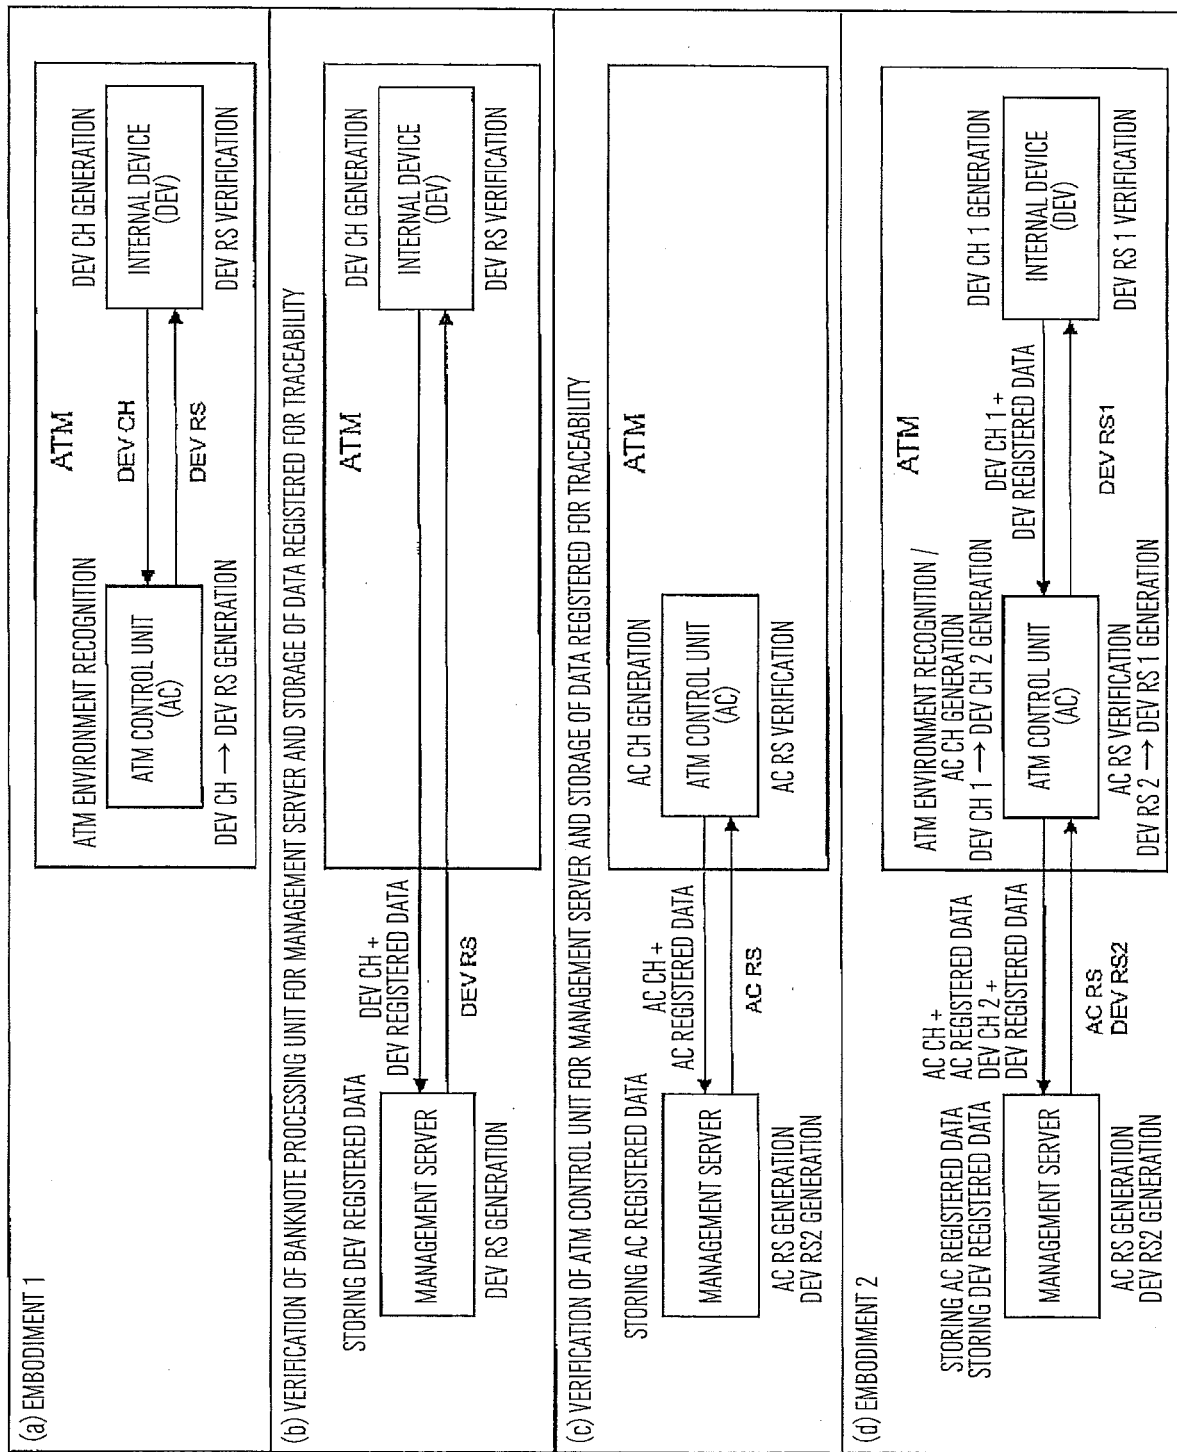 (a) EMBODIMENT 1
ATM
ATM ENVIRONMENT RECOGNITION
ATM CONTROL UNIT
(AC)
DEV CH → DEV RS GENERATION
DEV CH
DEV RS
DEV CH GENERATION
INTERNAL DEVICE
(DEV)
DEV RS VERIFICATION
(b) VERIFICATION OF BANKNOTE PROCESSING UNIT FOR MANAGEMENT SERVER AND STORAGE OF DATA REGISTERED FOR TRACEABILITY
STORING DEV REGISTERED DATA
MANAGEMENT SERVER
DEV RS GENERATION
DEV CH +
DEV REGISTERED DATA
DEV RS
ATM
DEV CH GENERATION
INTERNAL DEVICE
(DEV)
DEV RS VERIFICATION
(c) VERIFICATION OF ATM CONTROL UNIT FOR MANAGEMENT SERVER AND STORAGE OF DATA REGISTERED FOR TRACEABILITY
STORING AC REGISTERED DATA
MANAGEMENT SERVER
AC RS GENERATION
DEV RS2 GENERATION
AC CH +
AC REGISTERED DATA
AC RS
ATM
AC CH GENERATION
ATM CONTROL UNIT
(AC)
AC RS VERIFICATION
(d) EMBODIMENT 2
STORING AC REGISTERED DATA
STORING DEV REGISTERED DATA
MANAGEMENT SERVER
AC RS GENERATION
DEV RS2 GENERATION
AC CH +
AC REGISTERED DATA
DEV CH 2 +
DEV REGISTERED DATA
AC RS
DEV RS2
ATM
ATM ENVIRONMENT RECOGNITION /
AC CH GENERATION
DEV CH 1 → DEV CH 2 GENERATION
ATM CONTROL UNIT
(AC)
AC RS VERIFICATION
DEV RS 2 → DEV RS 1 GENERATION
DEV CH 1 +
DEV REGISTERED DATA
DEV RS1
DEV CH 1 GENERATION
INTERNAL DEVICE
(DEV)
DEV RS 1 VERIFICATION